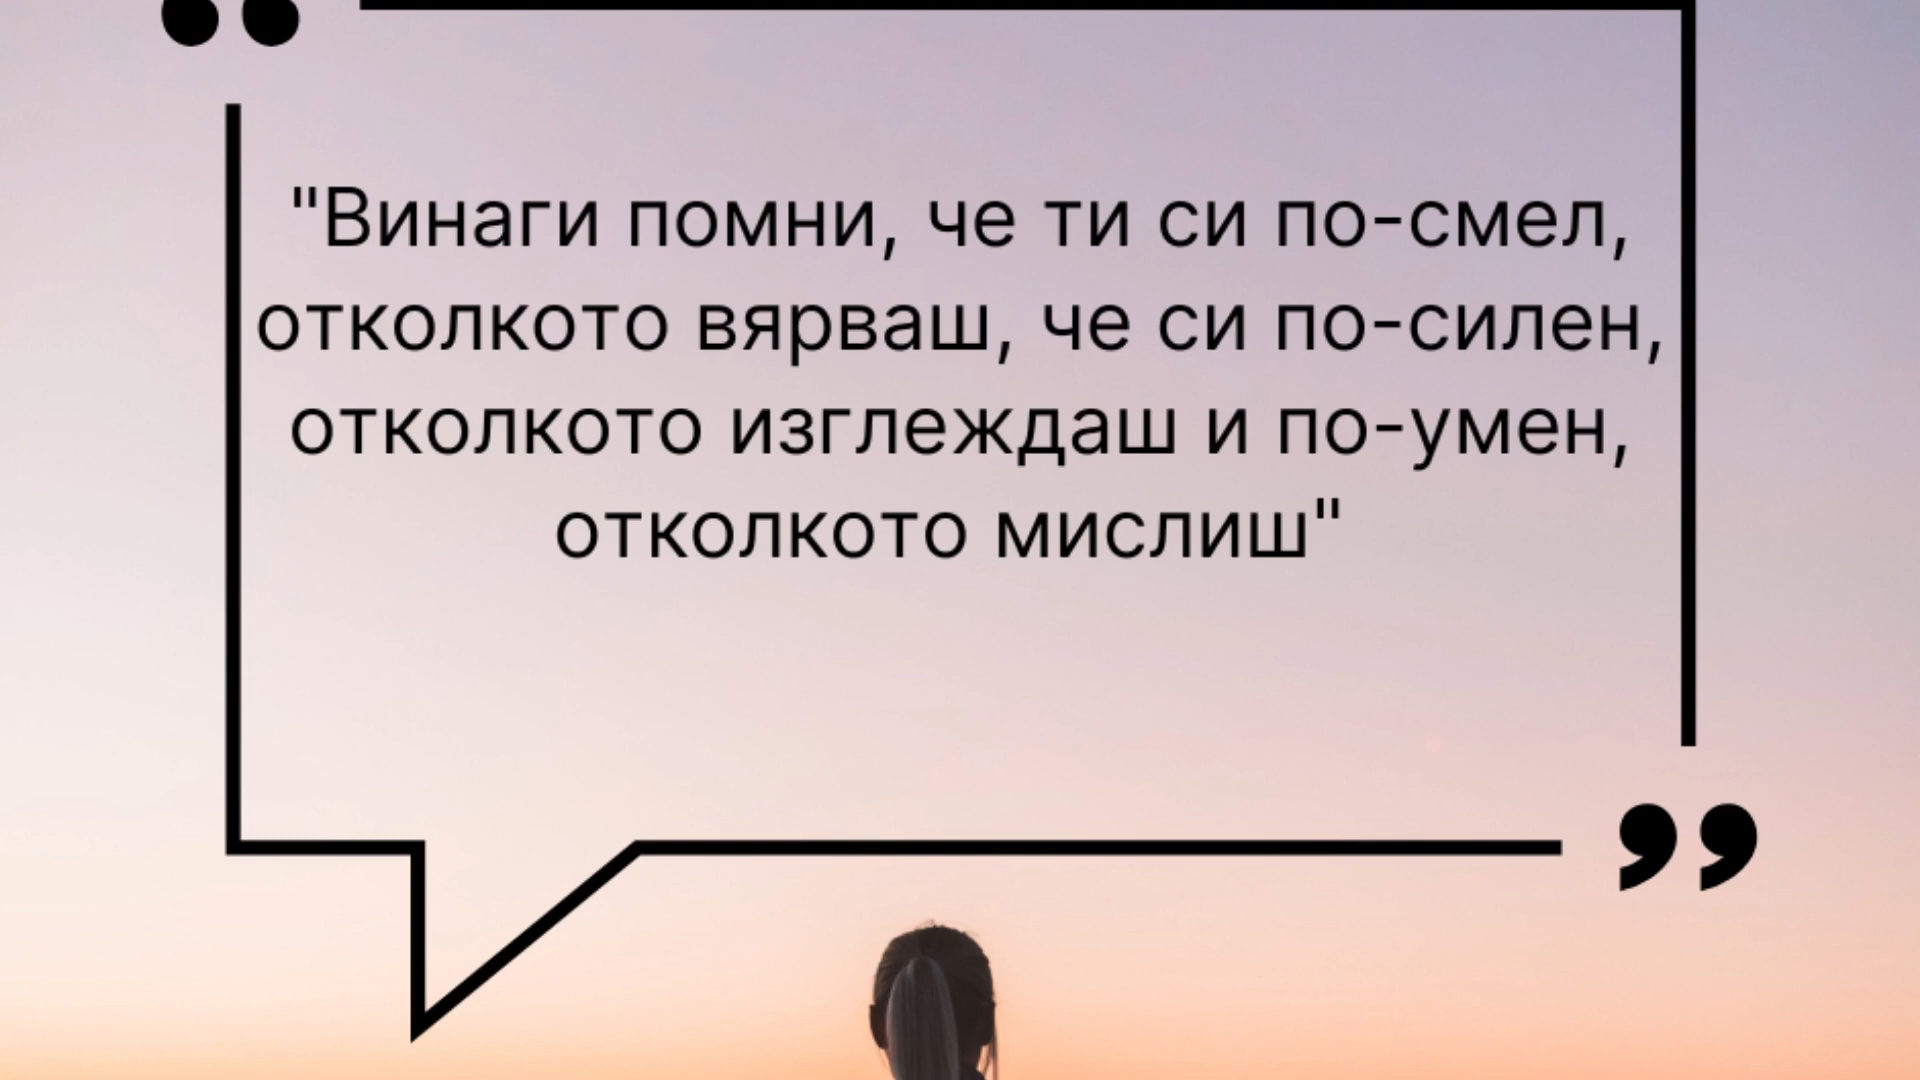 "Винаги помни, че ти си по-смел,
отколкото вярваш, че си по-силен,
отколкото изглеждаш и по-умен,
отколкото мислиш"